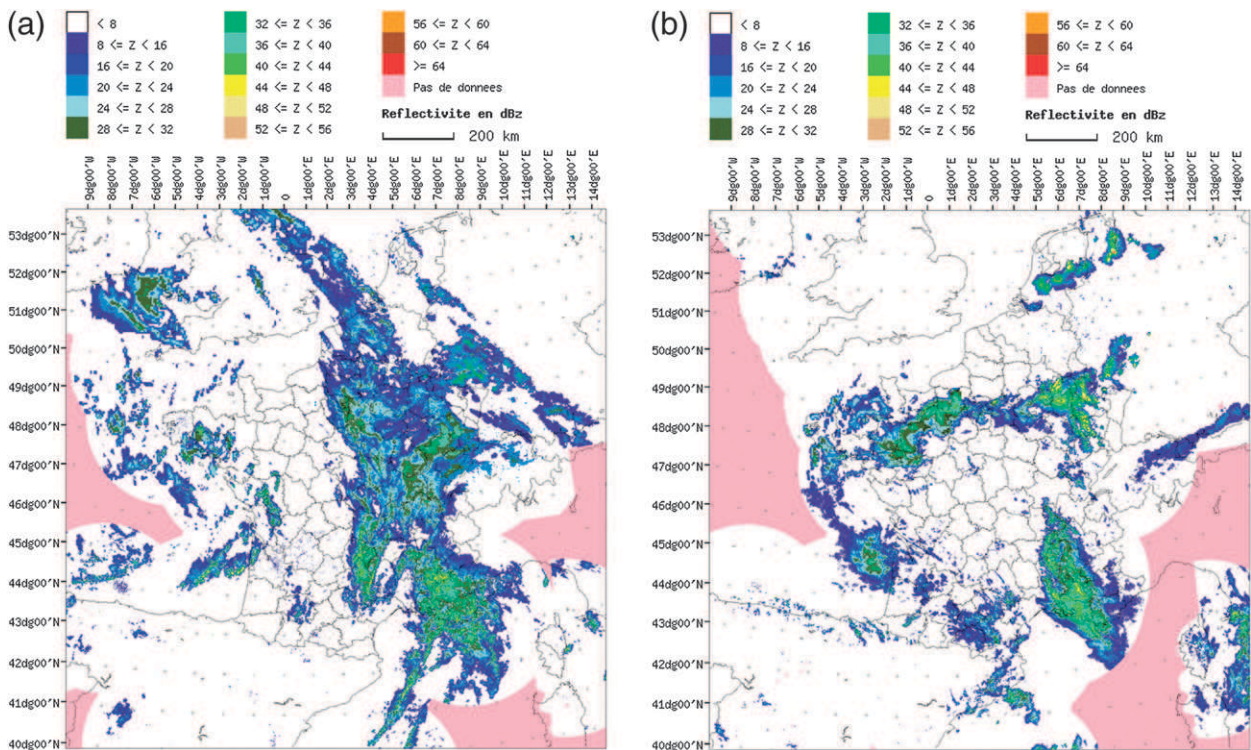 (a)
< 8
8 <= Z < 16
16 <= Z < 20
20 <= Z < 24
24 <= Z < 28
28 <= Z < 32
32 <= Z < 36
36 <= Z < 40
40 <= Z < 44
44 <= Z < 48
48 <= Z < 52
52 <= Z < 56
56 <= Z < 60
60 <= Z < 64
>= 64
Pas de donnees
Reflectivite en dBz
200 km
9dg00'W
8dg00'W
7dg00'W
6dg00'W
5dg00'W
4dg00'W
3dg00'W
2dg00'W
1dg00'W
0
1dg00'E
2dg00'E
3dg00'E
4dg00'E
5dg00'E
6dg00'E
7dg00'E
8dg00'E
9dg00'E
10dg00'E
11dg00'E
12dg00'E
13dg00'E
14dg00'E
53dg00'N
52dg00'N
51dg00'N
50dg00'N
49dg00'N
48dg00'N
47dg00'N
46dg00'N
45dg00'N
44dg00'N
43dg00'N
42dg00'N
41dg00'N
40dg00'N
(b)
< 8
8 <= Z < 16
16 <= Z < 20
20 <= Z < 24
24 <= Z < 28
28 <= Z < 32
32 <= Z < 36
36 <= Z < 40
40 <= Z < 44
44 <= Z < 48
48 <= Z < 52
52 <= Z < 56
56 <= Z < 60
60 <= Z < 64
>= 64
Pas de donnees
Reflectivite en dBz
200 km
9dg00'W
8dg00'W
7dg00'W
6dg00'W
5dg00'W
4dg00'W
3dg00'W
2dg00'W
1dg00'W
0
1dg00'E
2dg00'E
3dg00'E
4dg00'E
5dg00'E
6dg00'E
7dg00'E
8dg00'E
9dg00'E
10dg00'E
11dg00'E
12dg00'E
13dg00'E
14dg00'E
53dg00'N
52dg00'N
51dg00'N
50dg00'N
49dg00'N
48dg00'N
47dg00'N
46dg00'N
45dg00'N
44dg00'N
43dg00'N
42dg00'N
41dg00'N
40dg00'N